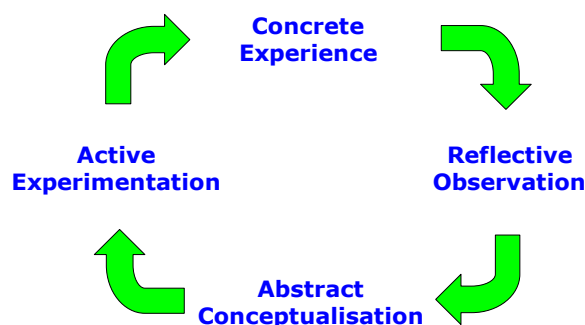 Concrete
Experience
Active
Experimentation
Reflective
Observation
Abstract
Conceptualisation